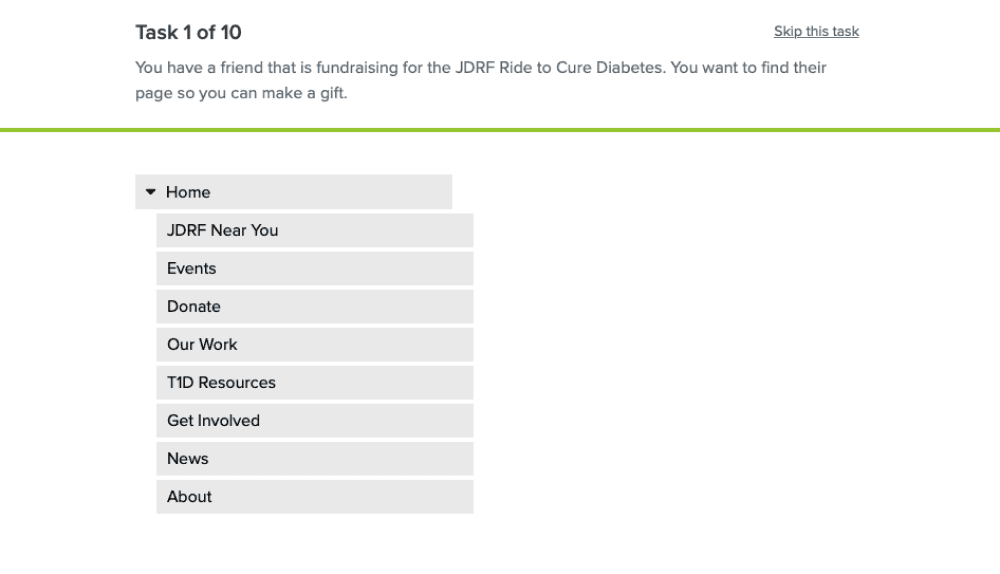 Task 1 of 10
Skip this task
You have a friend that is fundraising for the JDRF Ride to Cure Diabetes. You want to find their
page so you can make a gift.
Home
JDRF Near You
Events
Donate
Our Work
T1D Resources
Get Involved
News
About